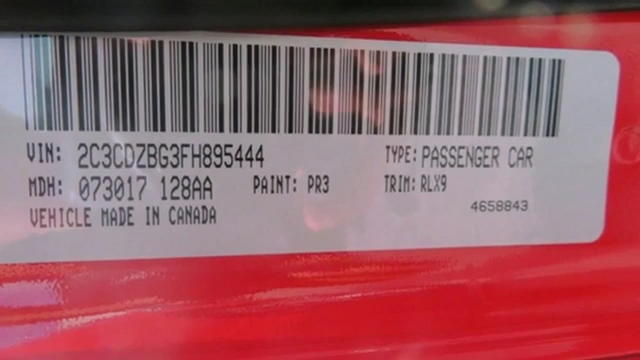 VIN: 2C3CDZBG3FH895444 TYPE: PASSENGER CAR
MDH: 073017 128AA PAINT: PR3 TRIM: RLX9
VEHICLE MADE IN CANADA 4658843